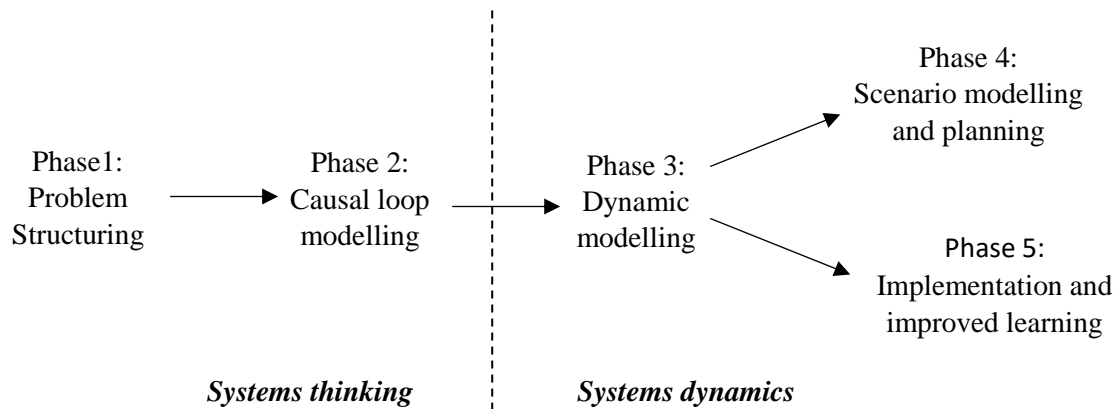 Phase1:
Problem
Structuring
Phase 2:
Causal loop
modelling
Phase 3:
Dynamic
modelling
Phase 4:
Scenario modelling
and planning
Phase 5:
Implementation and
improved learning
Systems thinking
Systems dynamics